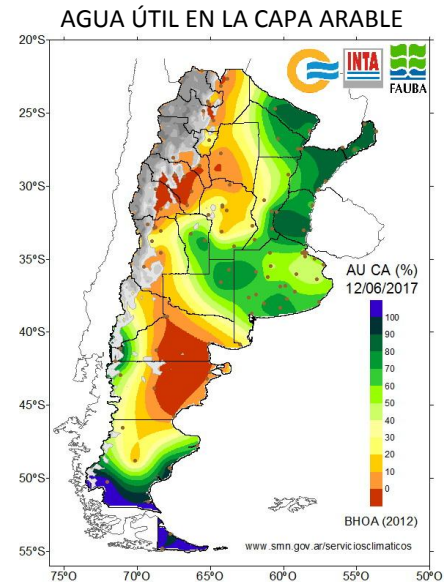 AGUA ÚTIL EN LA CAPA ARABLE
20°S
25°S
30°S
35°S
40°S
45°S
50°S
55°S
INTA
FAUBA
AU CA (%)
12/06/2017
100
90
80
70
60
50
40
30
20
10
0
BHOA (2012)
www.smn.gov.ar/serviciosclimaticos
75°O
70°O
65°O
60°O
55°O
50°O